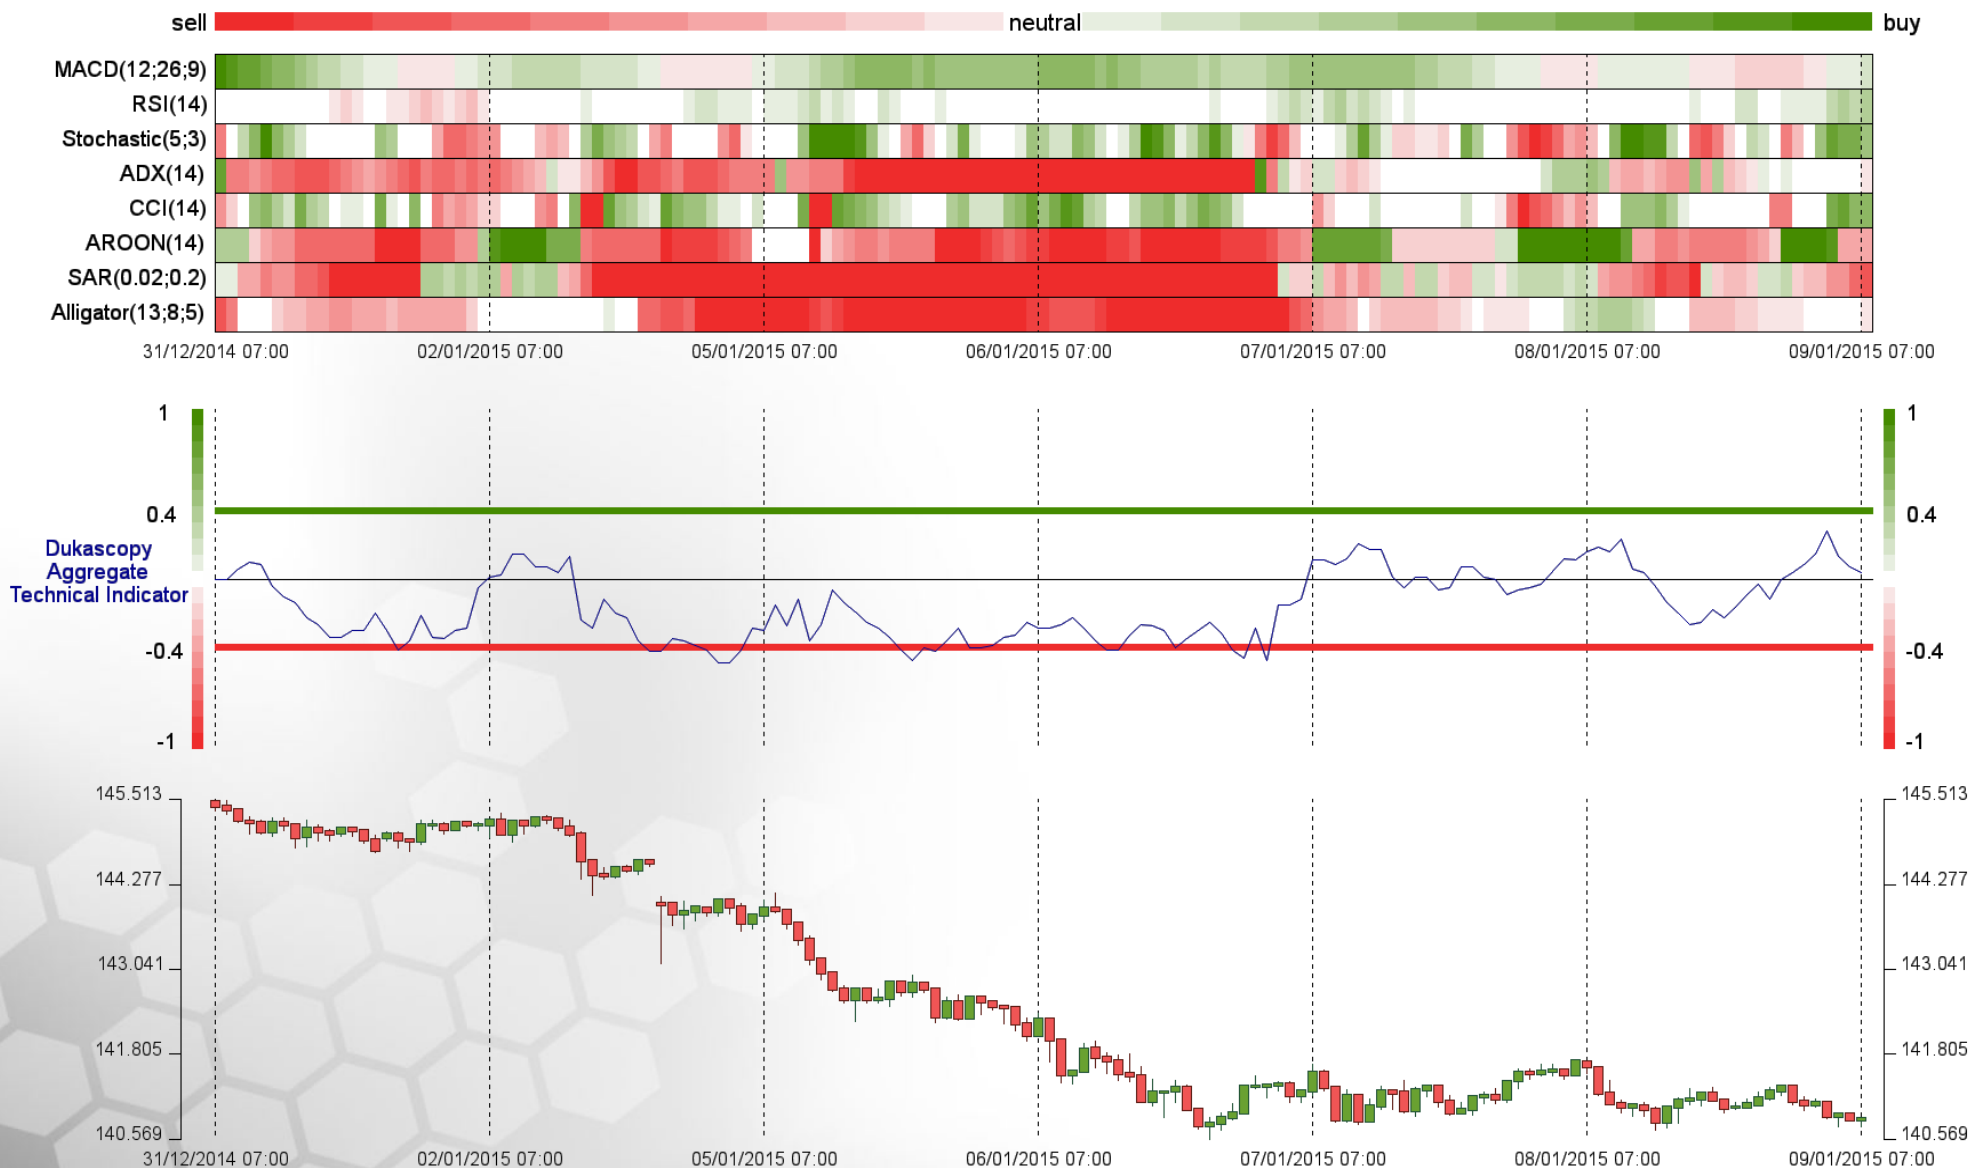 sell neutral buy
MACD(12;26;9)
RSI(14)
Stochastic(5;3)
ADX(14)
CCI(14)
AROON(14)
SAR(0.02;0.2)
Alligator(13;8;5)
31/12/2014 07:00 02/01/2015 07:00 05/01/2015 07:00 06/01/2015 07:00 07/01/2015 07:00 08/01/2015 07:00 09/01/2015 07:00
1 1
0.4 0.4
Dukascopy
Aggregate
Technical Indicator
-0.4 -0.4
-1 -1
145.513 145.513
144.277 144.277
143.041 143.041
141.805 141.805
140.569 140.569
31/12/2014 07:00 02/01/2015 07:00 05/01/2015 07:00 06/01/2015 07:00 07/01/2015 07:00 08/01/2015 07:00 09/01/2015 07:00